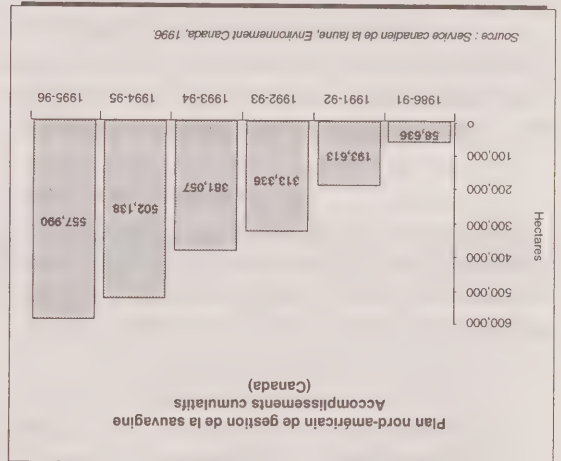 Plan nord-américain de gestion de la sauvagine
Accomplissements cumulatifs
(Canada)
Hectares
600,000
500,000
400,000
300,000
200,000
100,000
0
58,636
193,613
313,336
381,057
502,138
557,990
1986-91 1991-92 1992-93 1993-94 1994-95 1995-96
Source : Service canadien de la faune, Environnement Canada, 1996.